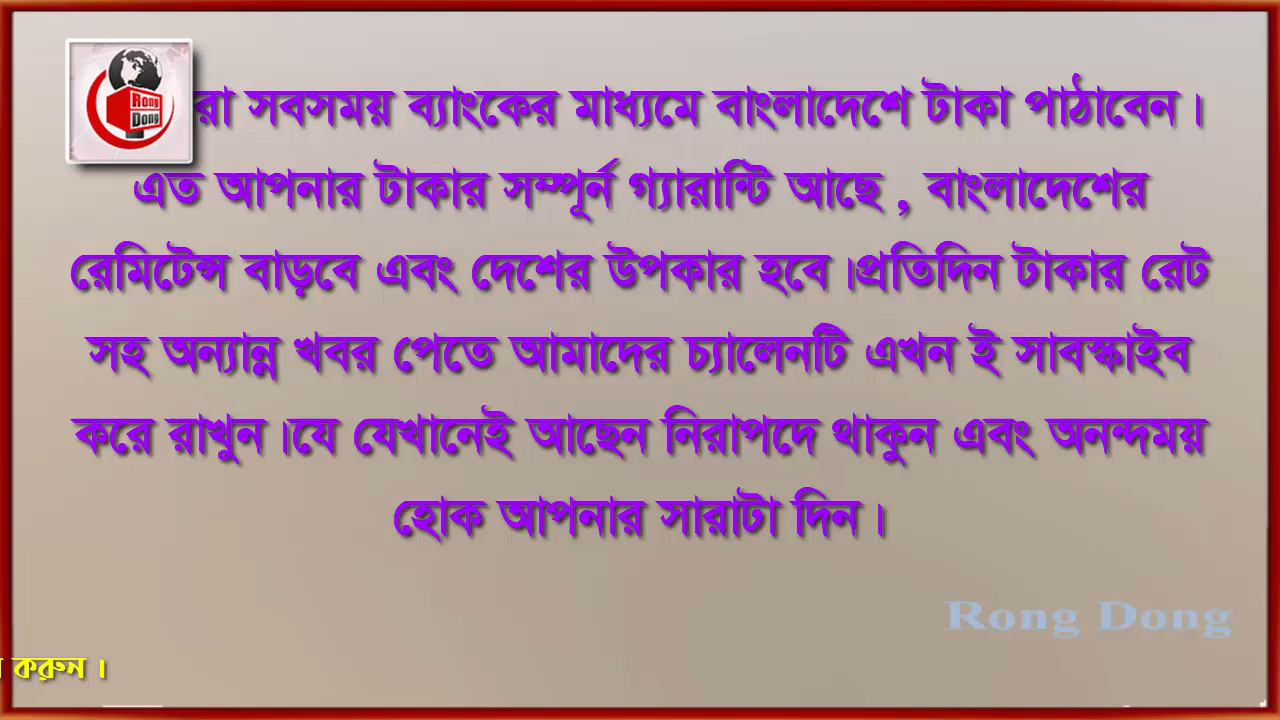 Rong
Dong
রা সবসময় ব্যাংকের মাধ্যমে বাংলাদেশে টাকা পাঠাবেন।
এত আপনার টাকার সম্পূর্ন গ্যারান্টি আছে , বাংলাদেশের
রেমিটেন্স বাড়বে এবং দেশের উপকার হবে।প্রতিদিন টাকার রেট
সহ অন্যান্ন খবর পেতে আমাদের চ্যালেনটি এখন ই সাবস্কাইব
করে রাখুন।যে যেখানেই আছেন নিরাপদে থাকুন এবং অনন্দময়
হোক আপনার সারাটা দিন।
Rong Dong
করুন।